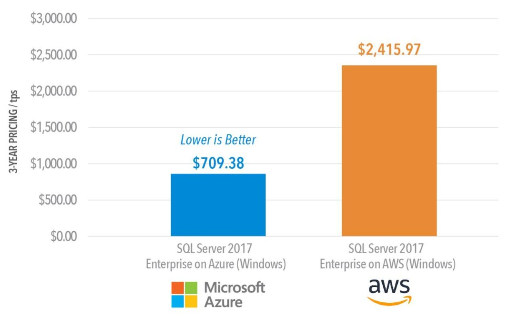 $3,000.00
$2,500.00
$2,000.00
$1,500.00
$1,000.00
$500.00
$0.00
3-YEAR PRICING / tps
Lower is Better
$709.38
$2,415.97
SQL Server 2017
Enterprise on Azure (Windows)
SQL Server 2017
Enterprise on AWS (Windows)
Microsoft
Azure
aws